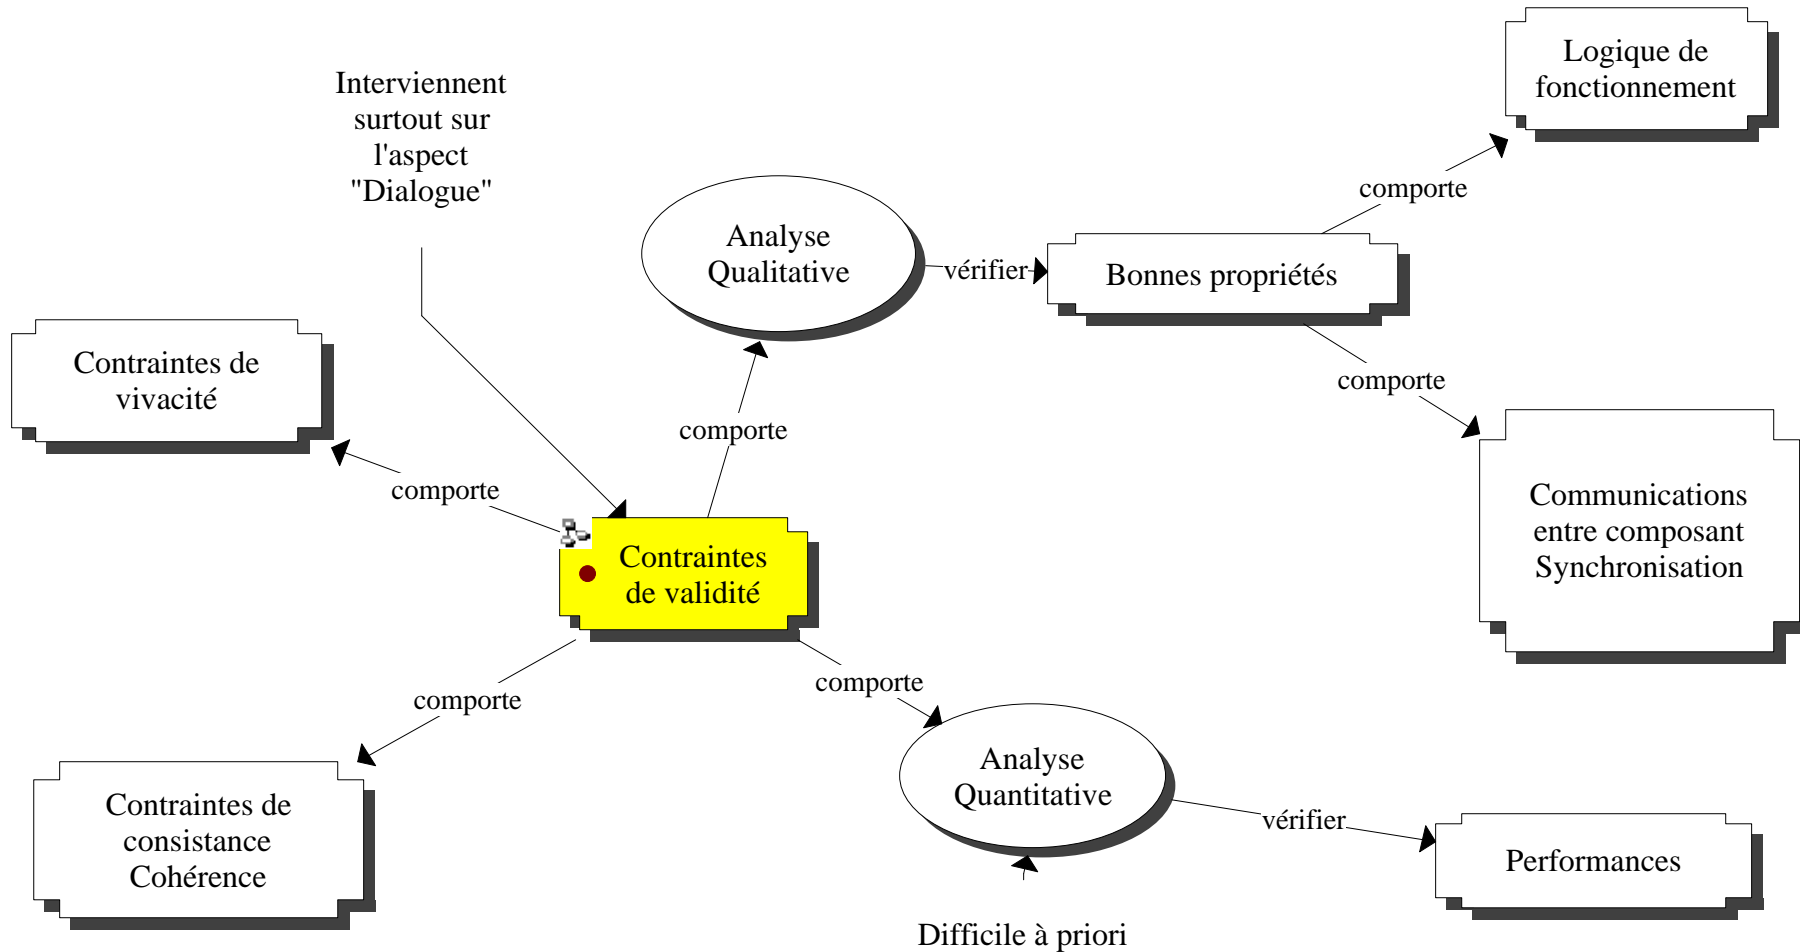 Logique de
fonctionnement
Interviennent
surtout sur
l'aspect
"Dialogue"
comporte
Analyse
Qualitative
vérifier
Bonnes propriétés
Contraintes de
vivacité
comporte
comporte
comporte
Communications
entre composant
Synchronisation
Contraintes
de validité
comporte
comporte
Analyse
Quantitative
vérifier
Contraintes de
consistance
Cohérence
Performances
Difficile à priori